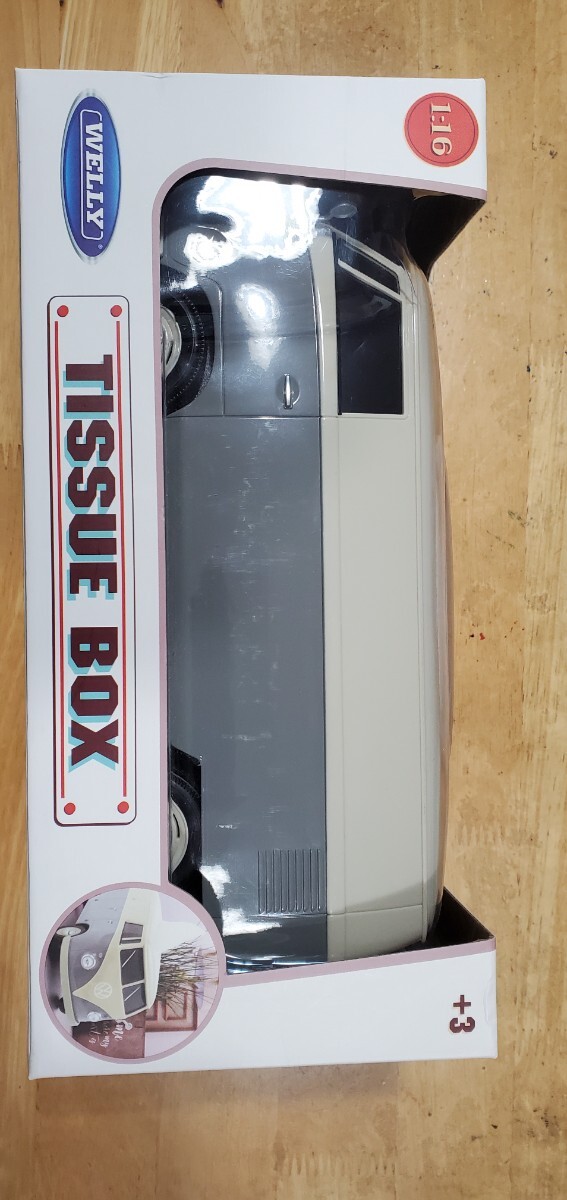 1:16
WELLY
TISSUE BOX
+3